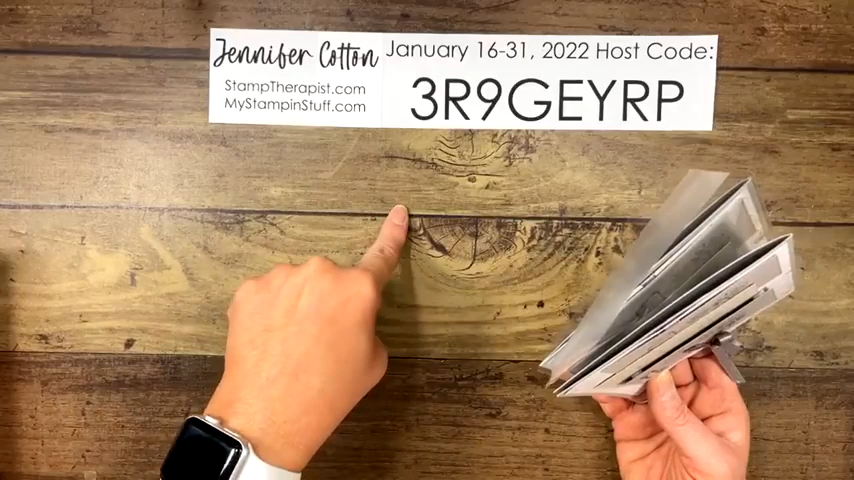 Jennifer Cotton
StampTherapist.com
MyStampinStuff.com
January 16-31, 2022 Host Code:
3R9GEYRP